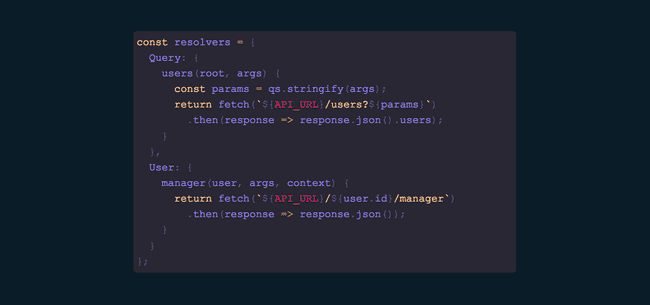 const resolvers = {
  Query: {
    users(root, args) {
      const params = qs.stringify(args);
      return fetch(`${API_URL}/users?${params}`)
        .then(response => response.json().users);
    }
  },
  User: {
    manager(user, args, context) {
      return fetch(`${API_URL}/${user.id}/manager`)
        .then(response => response.json());
    }
  }
};